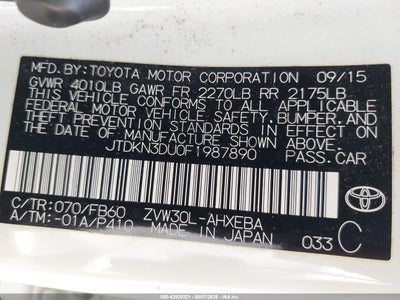 MFD. BY: TOYOTA MOTOR CORPORATION 09/15
GVWR 4010LB GAWR FR 2270LB RR 2175LB
THIS VEHICLE CONFORMS TO ALL APPLICABLE
FEDERAL MOTOR VEHICLE SAFETY, BUMPER, AND
THEFT PREVENTION STANDARDS IN EFFECT ON
THE DATE OF MANUFACTURE SHOWN ABOVE.
JTDKN3DU0F1987890 PASS. CAR
C/TR: 070/FB60 ZVW30L-AHXEBA
A/TM: -01A/P410 MADE IN JAPAN 033 C
TOYOTA